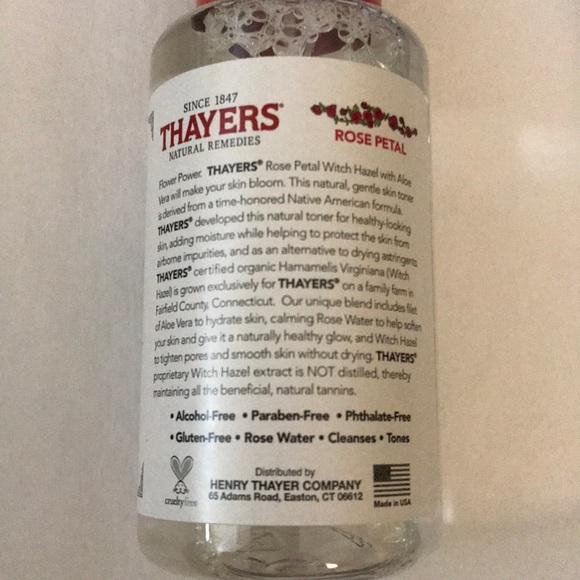 SINCE 1847
THAYERS®
NATURAL REMEDIES
ROSE PETAL
Flower Power. THAYERS® Rose Petal Witch Hazel with Aloe
Vera will make your skin bloom. This natural, gentle skin toner
is derived from a time-honored Native American formula.
THAYERS® developed this natural toner for healthy-looking
skin, adding moisture while helping to protect the skin from
airborne impurities, and as an alternative to drying astringents.
THAYERS® certified organic Hamamelis Virginiana (Witch
Hazel) is grown exclusively for THAYERS® on a family farm in
Fairfield County, Connecticut. Our unique blend includes filet
of Aloe Vera to hydrate skin, calming Rose Water to help soften
your skin and give it a naturally healthy glow, and Witch Hazel
to tighten pores and smooth skin without drying. THAYERS®
proprietary Witch Hazel extract is NOT distilled, thereby
maintaining all the beneficial, natural tannins.
• Alcohol-Free • Paraben-Free • Phthalate-Free
• Gluten-Free • Rose Water • Cleanses • Tones
crueltyfree
Distributed by
HENRY THAYER COMPANY
65 Adams Road, Easton, CT 06612
Made in USA